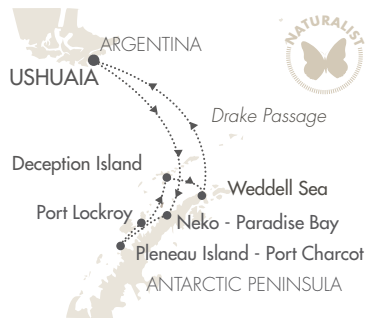 NATURALIST
ARGENTINA
USHUAIA
Drake Passage
Deception Island
Weddell Sea
Port Lockroy
Neko - Paradise Bay
Pleneau Island - Port Charcot
ANTARCTIC PENINSULA